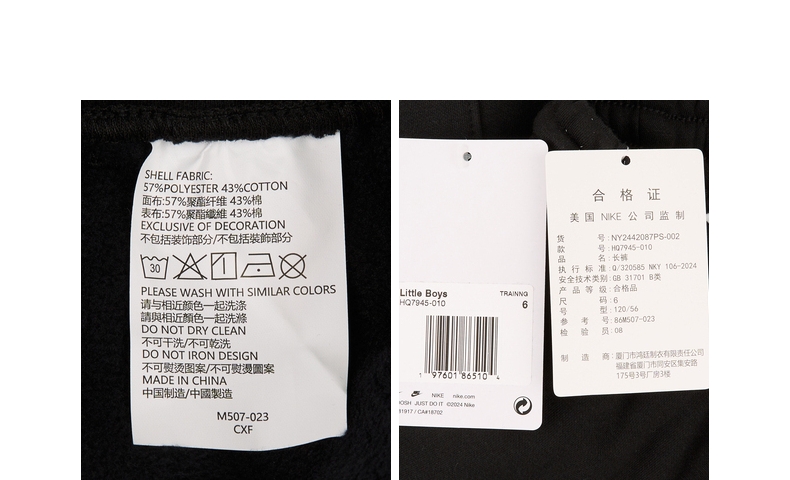 SHELL FABRIC:
57%POLYESTER 43%COTTON
面布:57%聚酯纤维 43%棉
表布:57%聚酯纖維 43%棉
EXCLUSIVE OF DECORATION
不包括装饰部分/不包括裝飾部分
30
PLEASE WASH WITH SIMILAR COLORS
请与相近颜色一起洗涤
請與相近顏色一起洗滌
DO NOT DRY CLEAN
不可干洗/不可乾洗
DO NOT IRON DESIGN
不可熨烫图案/不可熨燙圖案
MADE IN CHINA
中国制造/中國製造
M507-023
CXF
Little Boys TRAINNG
HQ7945-010 6
1 97601 86510 4
NIKE nike.com
JUST DO IT ©2024 Nike
/ CA#18702
合格证
美国 NIKE 公司监制
货 号: NY2442087PS-002
款 号: HQ7945-010
品 名: 长裤
执行标准: Q/320585 NKY 106-2024
安全技术类别: GB 31701 B类
产品等级: 合格品
尺 码: 6
号 型: 120/56
参 考 号: 86M507-023
检 验 员: 08
制 造 商: 厦门市鸿廷制衣有限责任公司
福建省厦门市同安区集安路
175号3号厂房3楼